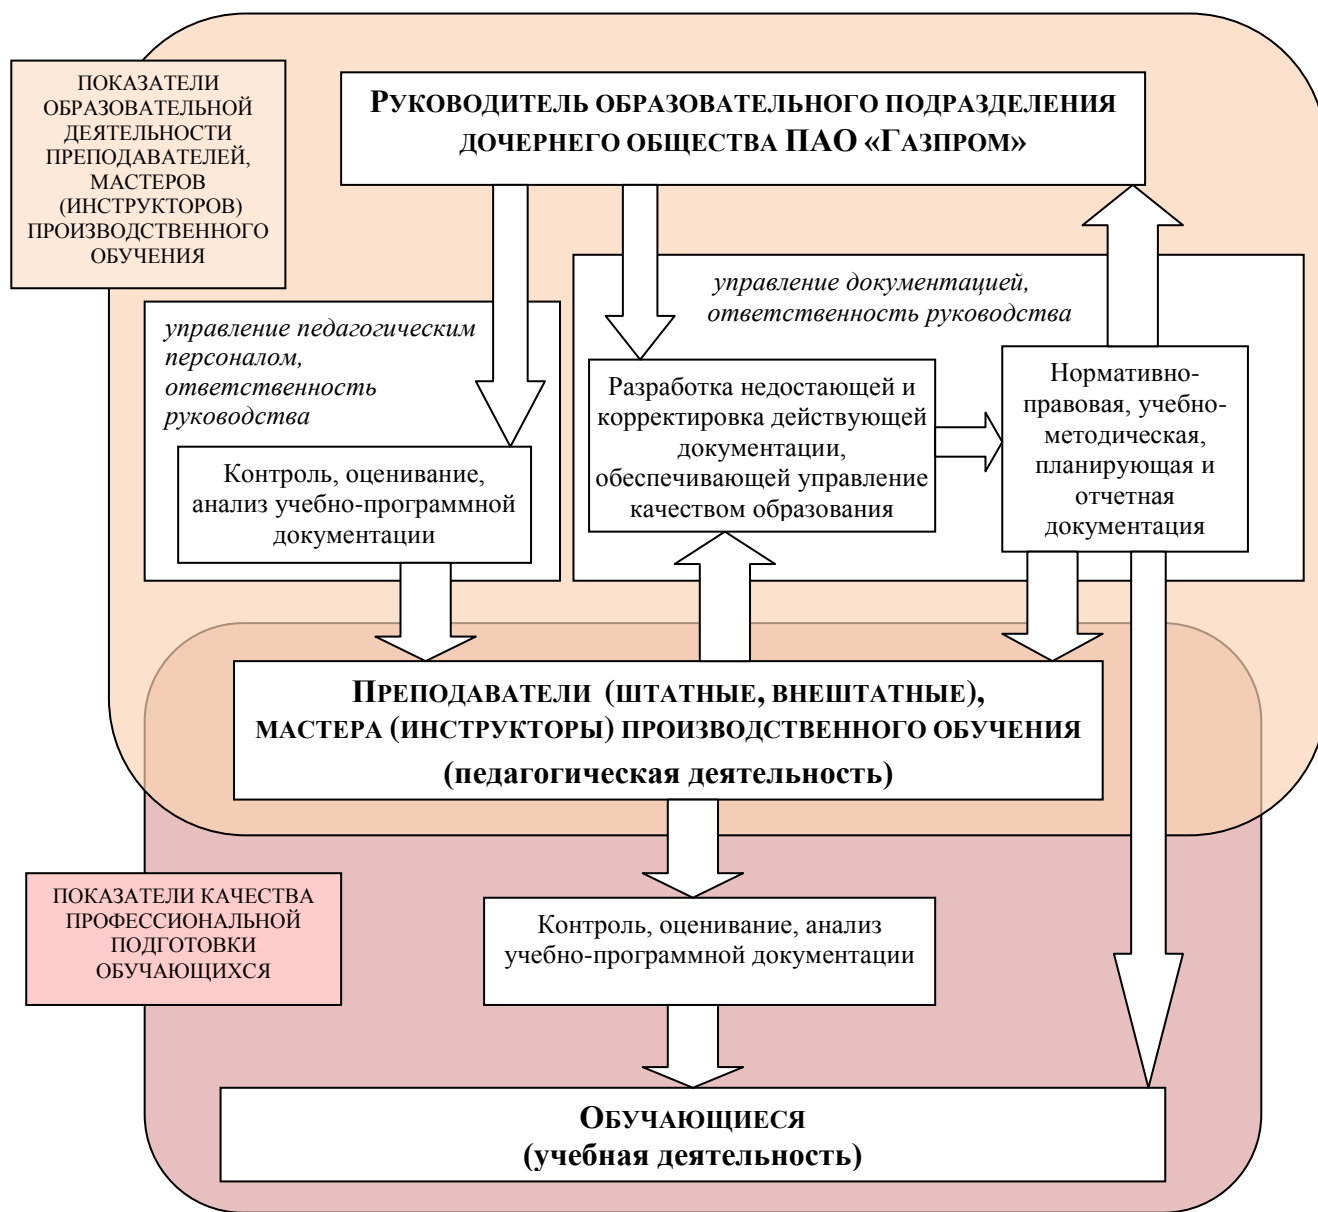 ПОКАЗАТЕЛИ
ОБРАЗОВАТЕЛЬНОЙ
ДЕЯТЕЛЬНОСТИ
ПРЕПОДАВАТЕЛЕЙ,
МАСТЕРОВ
(ИНСТРУКТОРОВ)
ПРОИЗВОДСТВЕННОГО
ОБУЧЕНИЯ
РУКОВОДИТЕЛЬ ОБРАЗОВАТЕЛЬНОГО ПОДРАЗДЕЛЕНИЯ
ДОЧЕРНЕГО ОБЩЕСТВА ПАО «ГАЗПРОМ»
управление педагогическим
персоналом,
ответственность
руководства
Контроль, оценивание,
анализ учебно-программной
документации
управление документацией,
ответственность руководства
Разработка недостающей и
корректировка действующей
документации,
обеспечивающей управление
качеством образования
Нормативно-
правовая, учебно-
методическая,
планирующая и
отчетная
документация
ПРЕПОДАВАТЕЛИ (ШТАТНЫЕ, ВНЕШТАТНЫЕ),
МАСТЕРА (ИНСТРУКТОРЫ) ПРОИЗВОДСТВЕННОГО ОБУЧЕНИЯ
(педагогическая деятельность)
ПОКАЗАТЕЛИ КАЧЕСТВА
ПРОФЕССИОНАЛЬНОЙ
ПОДГОТОВКИ
ОБУЧАЮЩИХСЯ
Контроль, оценивание, анализ
учебно-программной документации
ОБУЧАЮЩИЕСЯ
(учебная деятельность)